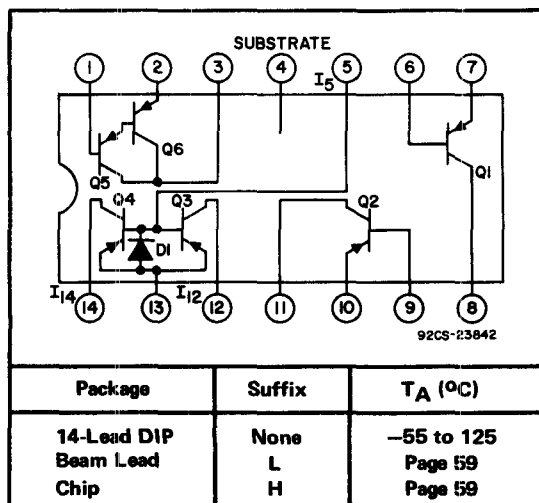 SUBSTRATE
1 2 3 4 I5 5 6 7
Q6
Q5
Q1
Q4 Q3 Q2
D1
I14 I12
14 13 12 11 10 9 8
92CS-23842
Package Suffix TA (°C)
14-Lead DIP None —55 to 125
Beam Lead L Page 59
Chip H Page 59